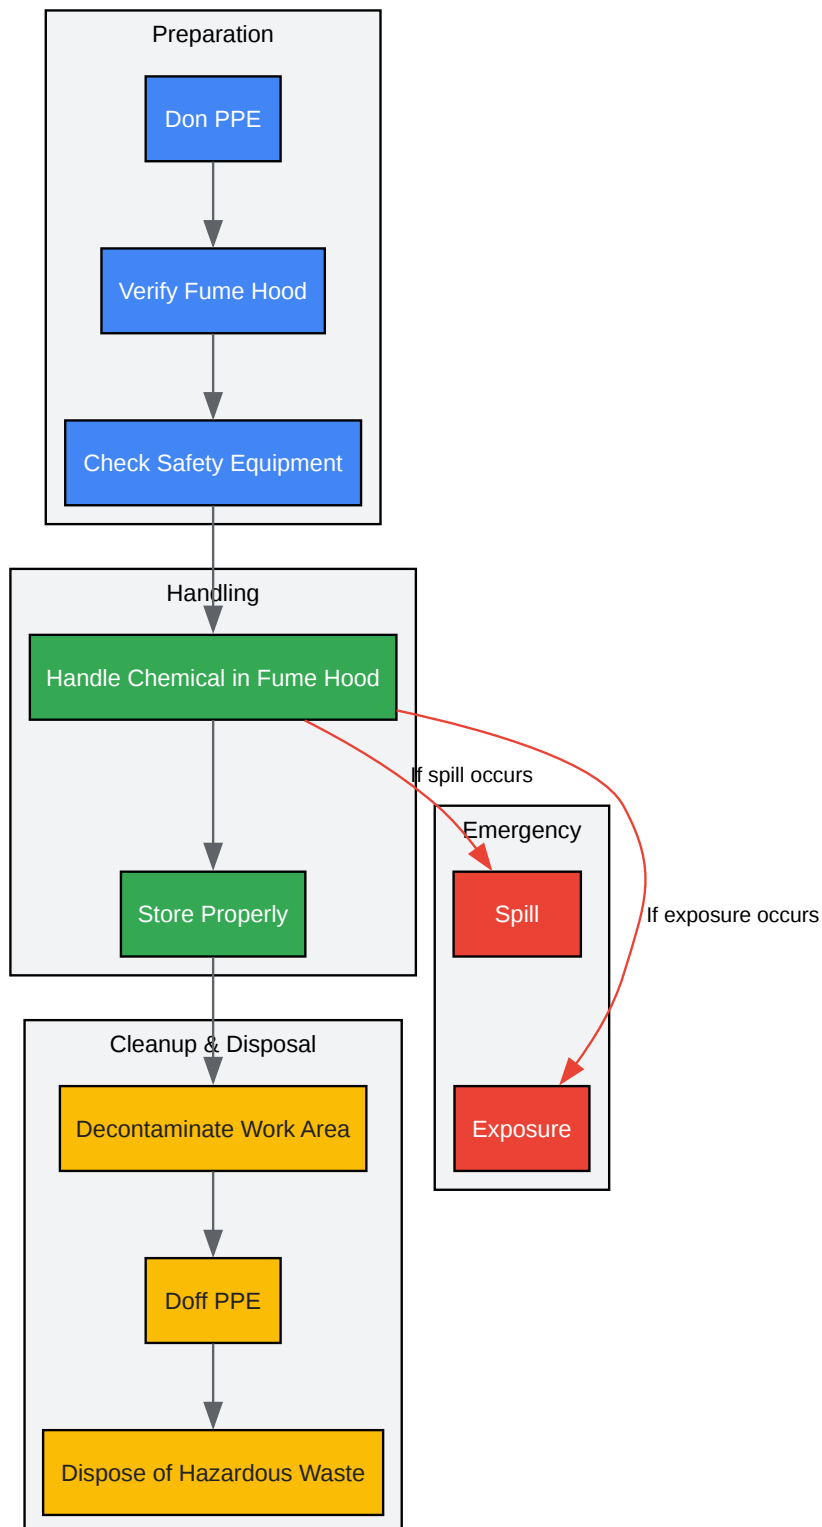 Preparation
Don PPE
Verify Fume Hood
Check Safety Equipment
Handling
Handle Chemical in Fume Hood
If spill occurs
Emergency
Store Properly
Spill
If exposure occurs
Cleanup & Disposal
Decontaminate Work Area
Exposure
Doff PPE
Dispose of Hazardous Waste